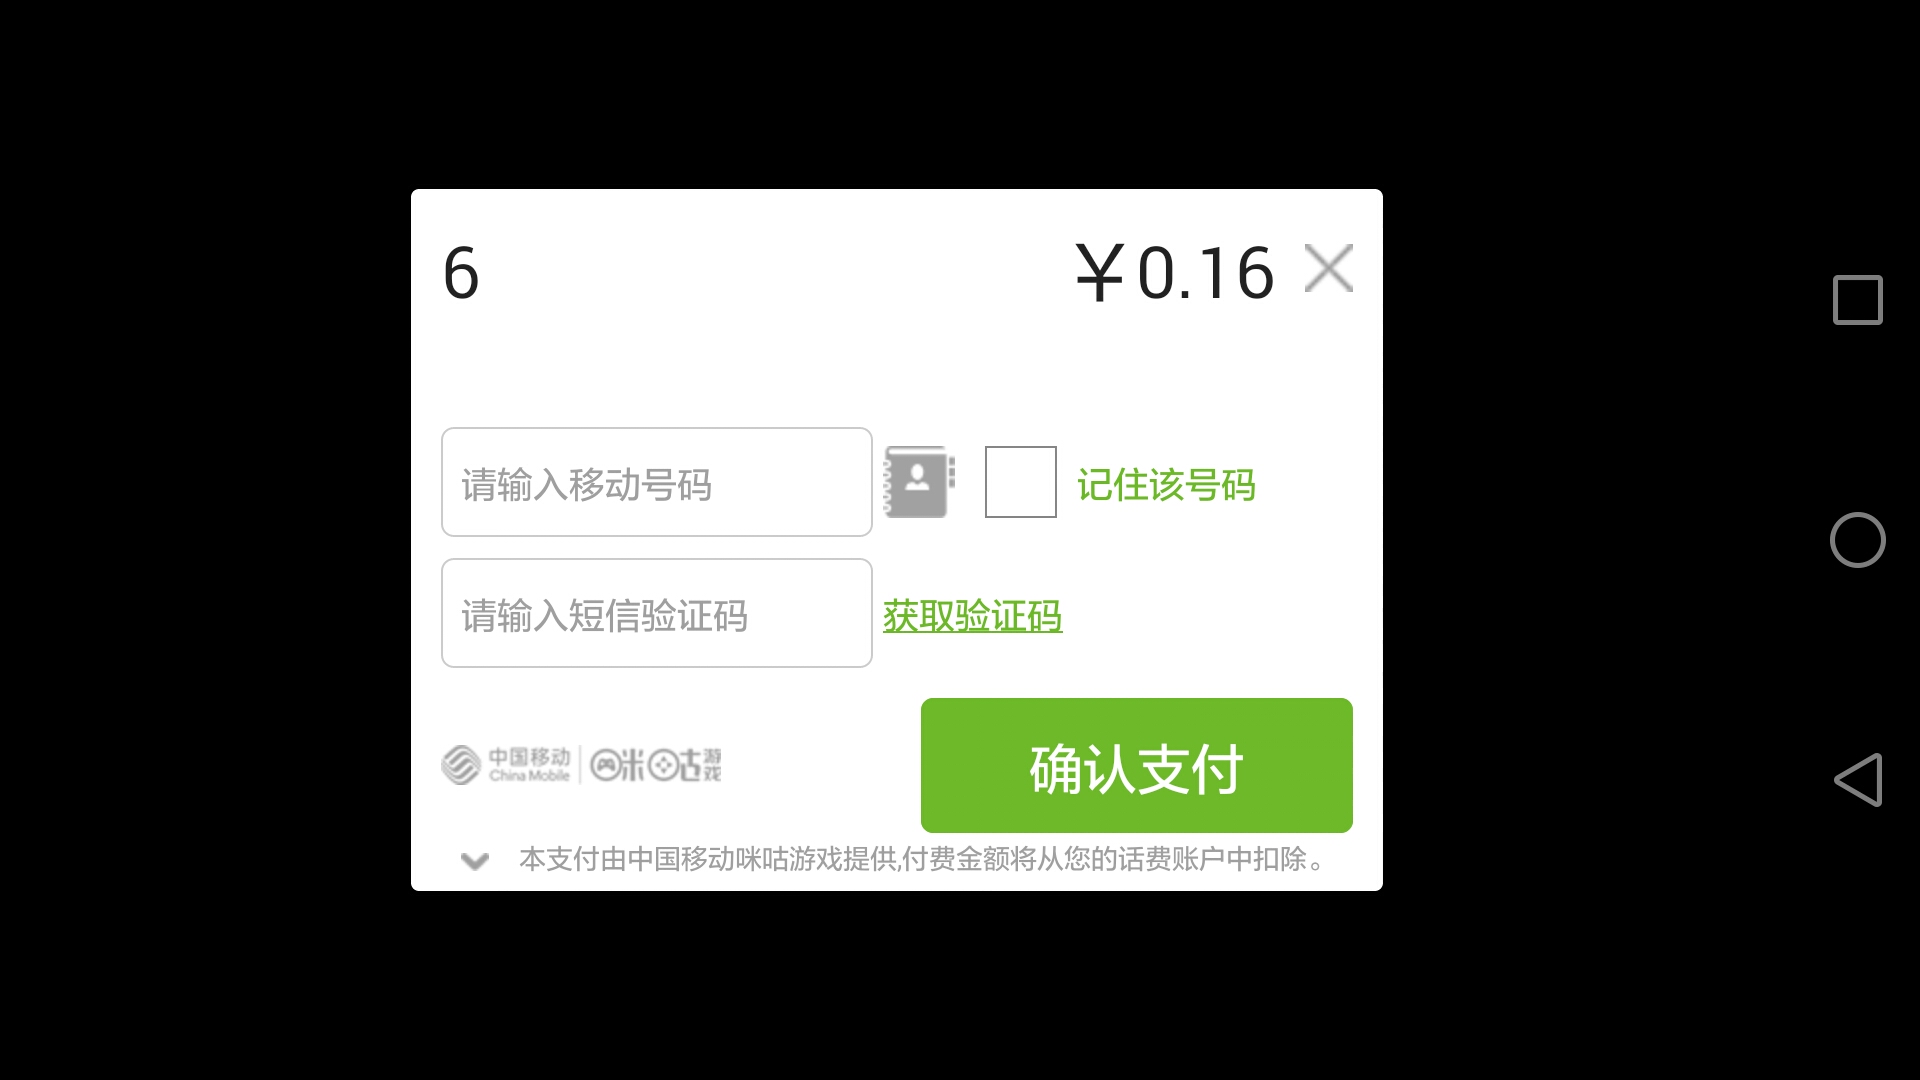 6 ￥0.16
请输入移动号码 记住该号码
请输入短信验证码 获取验证码
中国移动 China Mobile 咪咕游戏
确认支付
本支付由中国移动咪咕游戏提供,付费金额将从您的话费账户中扣除。